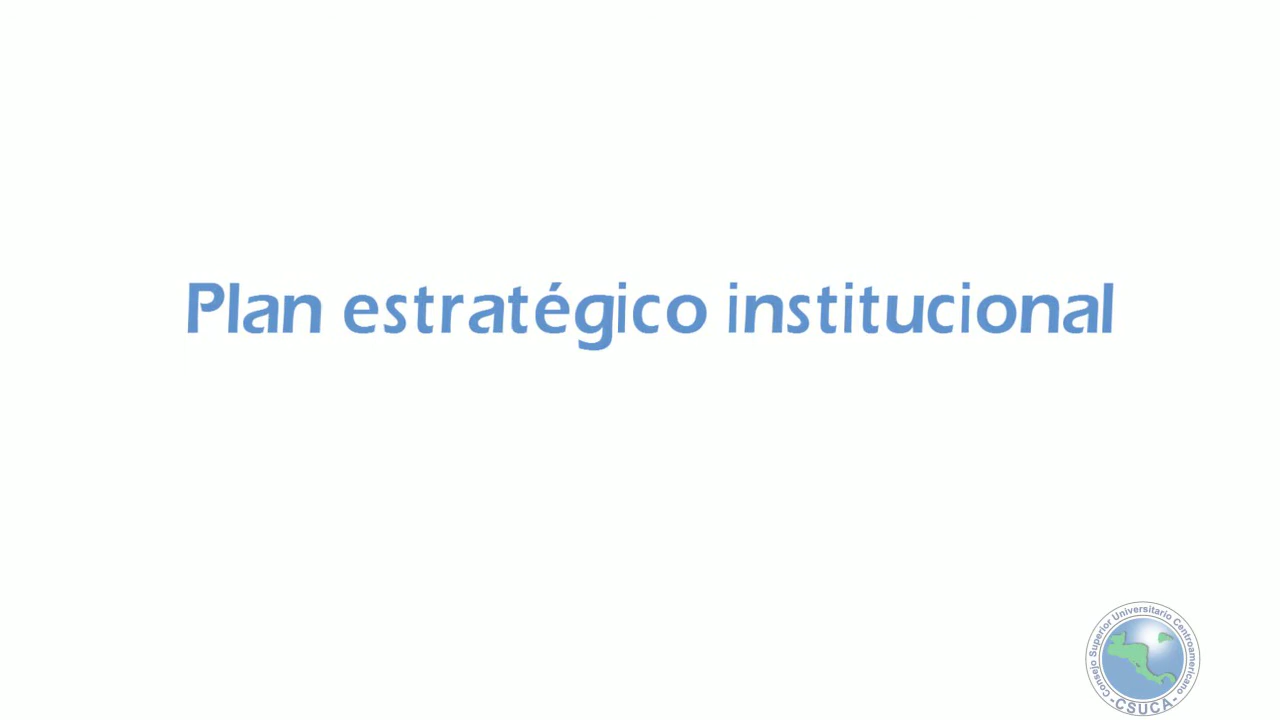 Plan estratégico institucional
Consejo Superior Universitario Centroamericano
-CSUCA-